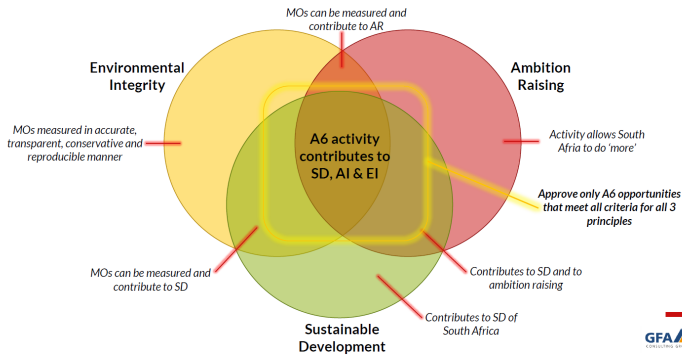 MOs can be measured and
contribute to AR
Environmental
Integrity
Ambition
Raising
MOs measured in accurate,
transparent, conservative and
reproducible manner
A6 activity
contributes to
SD, AI & EI
Activity allows South
Afria to do ‘more’
Approve only A6 opportunities
that meet all criteria for all 3
principles
MOs can be measured and
contribute to SD
Contributes to SD and to
ambition raising
Contributes to SD of
South Africa
Sustainable
Development
GFA